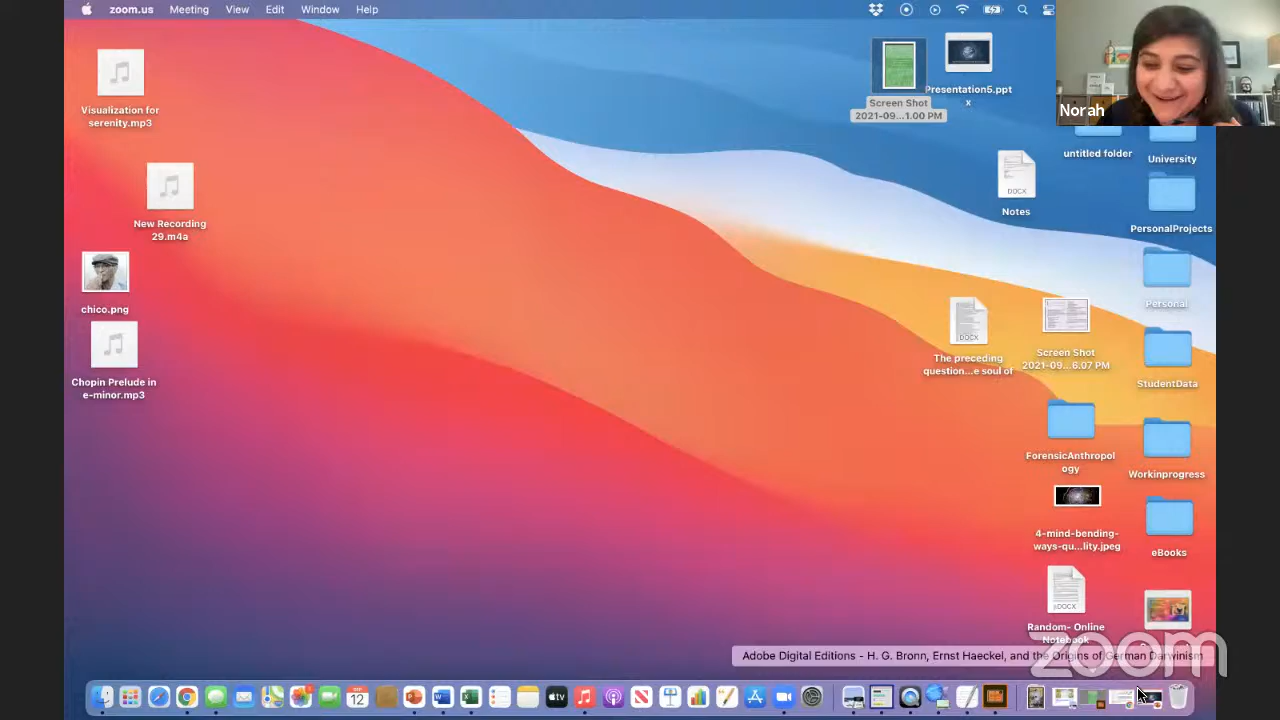 zoom.us Meeting View Edit Window Help
Norah
Visualization for
serenity.mp3
New Recording
29.m4a
chico.png
Chopin Prelude in
e-minor.mp3
Screen Shot
2021-09...1.00 PM
Presentation5.ppt
x
untitled folder
University
DOCX
Notes
PersonalProjects
Personal
DOCX
The preceding
question...e soul of
Screen Shot
2021-09...6.07 PM
StudentData
ForensicAnthropol
ogy
Workinprogress
4-mind-bending-
ways-qu...lity.jpeg
eBooks
DOCX
Random- Online
Notebook
Adobe Digital Editions - H. G. Bronn, Ernst Haeckel, and the Origins of German Darwinism
zoom
12